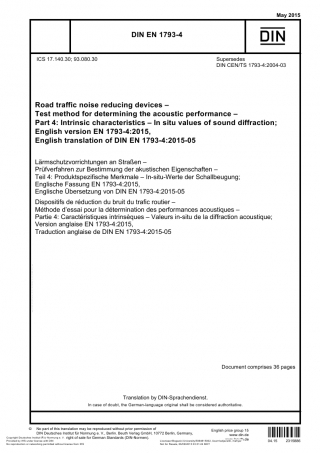 May 2015
DIN EN 1793-4
DIN
ICS 17.140.30; 93.080.30
Supersedes
DIN CEN/TS 1793-4:2004-03
Road traffic noise reducing devices –
Test method for determining the acoustic performance –
Part 4: Intrinsic characteristics – In situ values of sound diffraction;
English version EN 1793-4:2015,
English translation of DIN EN 1793-4:2015-05
Lärmschutzvorrichtungen an Straßen –
Prüfverfahren zur Bestimmung der akustischen Eigenschaften –
Teil 4: Produktspezifische Merkmale – In-situ-Werte der Schallbeugung;
Englische Fassung EN 1793-4:2015,
Englische Übersetzung von DIN EN 1793-4:2015-05
Dispositifs de réduction du bruit du trafic routier –
Méthode d'essai pour la détermination des performances acoustiques –
Partie 4: Caractéristiques intrinsèques – Valeurs in-situ de la diffraction acoustique;
Version anglaise EN 1793-4:2015,
Traduction anglaise de DIN EN 1793-4:2015-05
Document comprises 36 pages
Translation by DIN-Sprachendienst.
In case of doubt, the German-language original shall be considered authoritative.
© No part of this translation may be reproduced without prior permission of
DIN Deutsches Institut für Normung e. V., Berlin. Beuth Verlag GmbH, 10772 Berlin, Germany,
right of sale for German Standards (DIN-Normen).
English price group 15
www.din.de